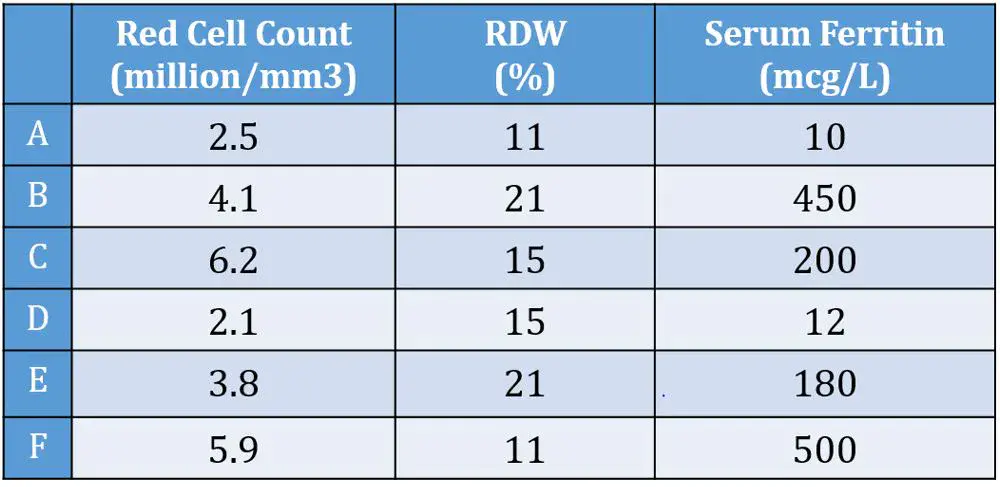 Red Cell Count (million/mm3) RDW (%) Serum Ferritin (mcg/L)
A 2.5 11 10
B 4.1 21 450
C 6.2 15 200
D 2.1 15 12
E 3.8 21 180
F 5.9 11 500